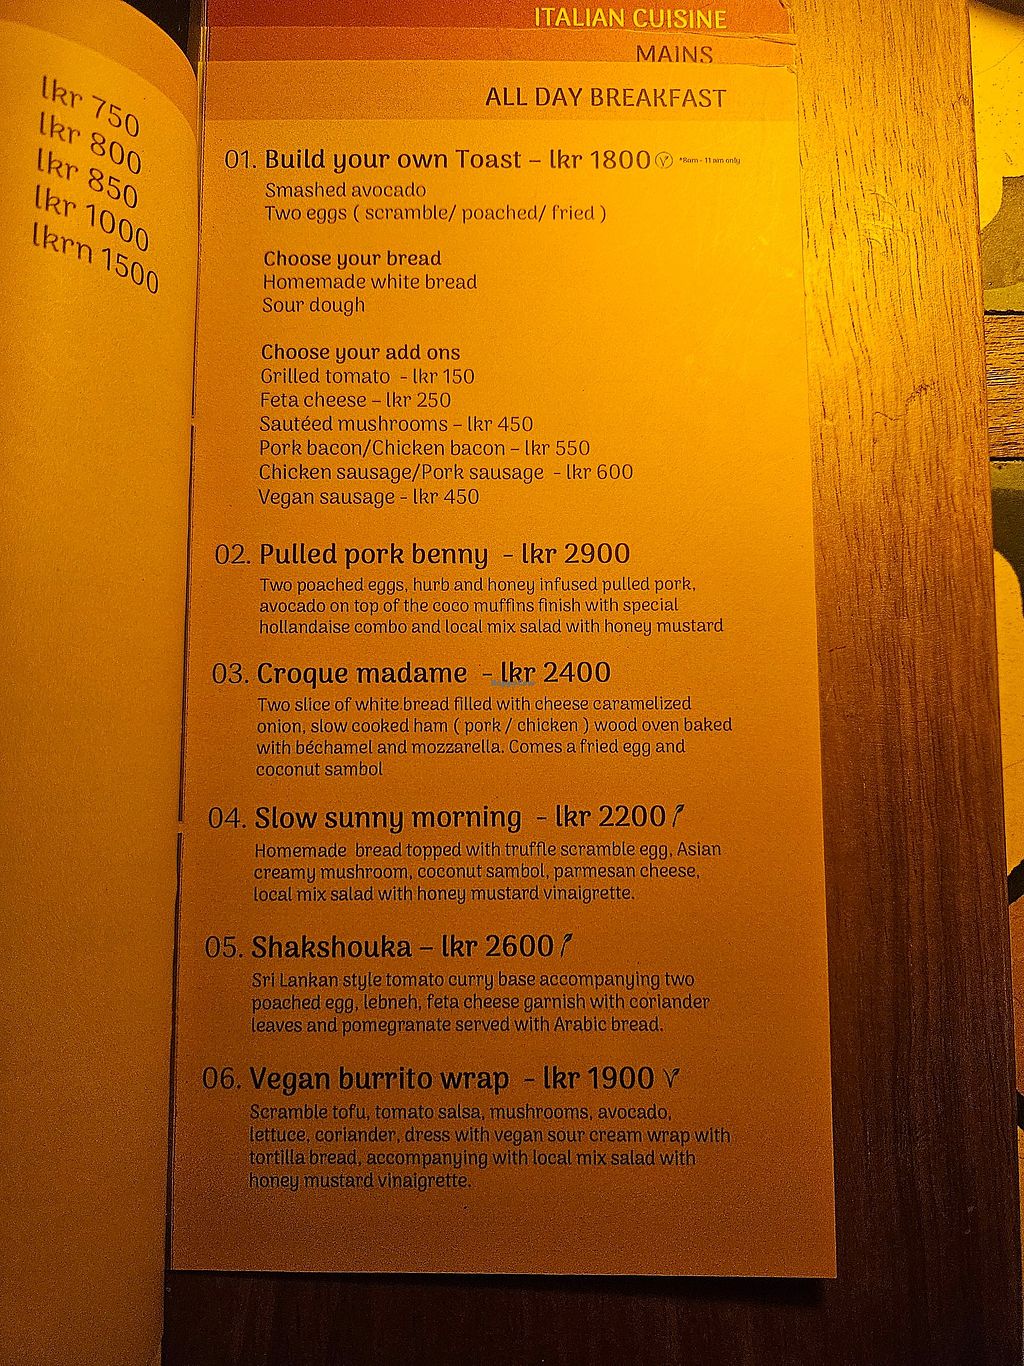 lkr 750
lkr 800
lkr 850
lkr 1000
lkrn 1500
ITALIAN CUISINE
MAINS
ALL DAY BREAKFAST
01. Build your own Toast – lkr 1800 *8am - 11 am only
Smashed avocado
Two eggs ( scramble/ poached/ fried )
Choose your bread
Homemade white bread
Sour dough
Choose your add ons
Grilled tomato - lkr 150
Feta cheese – lkr 250
Sautéed mushrooms – lkr 450
Pork bacon/Chicken bacon – lkr 550
Chicken sausage/Pork sausage - lkr 600
Vegan sausage - lkr 450
02. Pulled pork benny - lkr 2900
Two poached eggs, hurb and honey infused pulled pork,
avocado on top of the coco muffins finish with special
hollandaise combo and local mix salad with honey mustard
03. Croque madame - lkr 2400
Two slice of white bread filled with cheese caramelized
onion, slow cooked ham ( pork / chicken ) wood oven baked
with béchamel and mozzarella. Comes a fried egg and
coconut sambol
04. Slow sunny morning - lkr 2200
Homemade bread topped with truffle scramble egg, Asian
creamy mushroom, coconut sambol, parmesan cheese,
local mix salad with honey mustard vinaigrette.
05. Shakshouka – lkr 2600
Sri Lankan style tomato curry base accompanying two
poached egg, lebneh, feta cheese garnish with coriander
leaves and pomegranate served with Arabic bread.
06. Vegan burrito wrap - lkr 1900
Scramble tofu, tomato salsa, mushrooms, avocado,
lettuce, coriander, dress with vegan sour cream wrap with
tortilla bread, accompanying with local mix salad with
honey mustard vinaigrette.